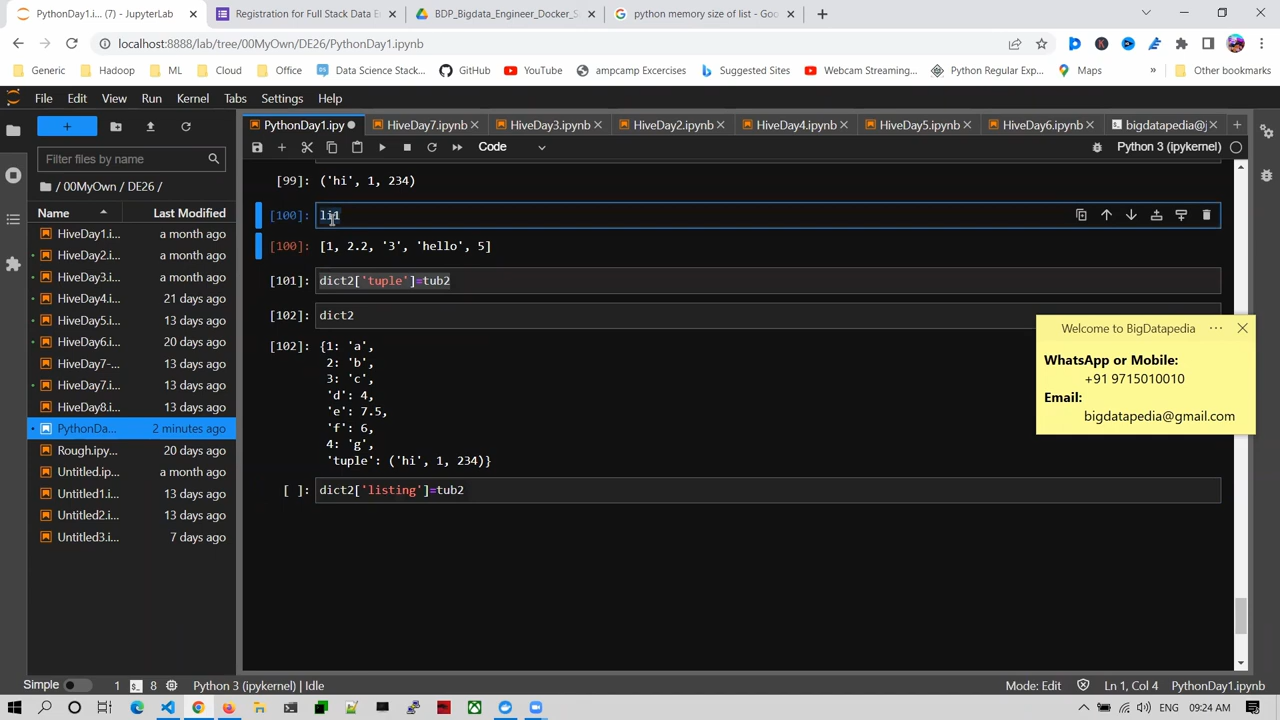 PythonDay1.i... (7) - JupyterLab
Registration for Full Stack Data E
BDP_Bigdata_Engineer_Docker_S
python memory size of list - Goo
localhost:8888/lab/tree/00MyOwn/DE26/PythonDay1.ipynb
Generic
Hadoop
ML
Cloud
Office
Data Science Stack...
GitHub
YouTube
ampcamp Excercises
Suggested Sites
Webcam Streaming...
Python Regular Exp...
Maps
»
Other bookmarks
File Edit View Run Kernel Tabs Settings Help
PythonDay1.ipy
HiveDay7.ipynb
HiveDay3.ipynb
HiveDay2.ipynb
HiveDay4.ipynb
HiveDay5.ipynb
HiveDay6.ipynb
bigdatapedia@j
Code
Python 3 (ipykernel)
Filter files by name
/ 00MyOwn / DE26 /
Name Last Modified
HiveDay1.i... a month ago
HiveDay2.i... a month ago
HiveDay3.i... a month ago
HiveDay4.i... 21 days ago
HiveDay5.i... 13 days ago
HiveDay6.i... 20 days ago
HiveDay7-... 13 days ago
HiveDay7.i... 13 days ago
HiveDay8.i... 13 days ago
PythonDa... 2 minutes ago
Rough.ipy... 20 days ago
Untitled.ip... a month ago
Untitled1.i... 13 days ago
Untitled2.i... 13 days ago
Untitled3.i... 7 days ago
[99]: ('hi', 1, 234)
[100]: li1
[100]: [1, 2.2, '3', 'hello', 5]
[101]: dict2['tuple']=tub2
[102]: dict2
[102]: {1: 'a',
2: 'b',
3: 'c',
'd': 4,
'e': 7.5,
'f': 6,
4: 'g',
'tuple': ('hi', 1, 234)}
[ ]: dict2['listing']=tub2
Welcome to BigDatapedia
WhatsApp or Mobile:
+91 9715010010
Email:
bigdatapedia@gmail.com
Simple 1 8 Python 3 (ipykernel) | Idle
Mode: Edit Ln 1, Col 4 PythonDay1.ipynb
ENG 09:24 AM